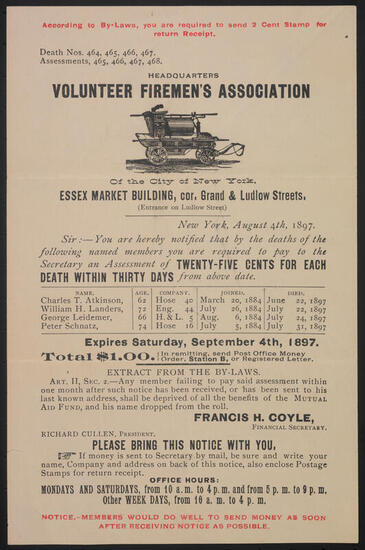 According to By-Laws, you are required to send 2 Cent Stamp for
return Receipt.
Death Nos. 464, 465, 466, 467.
Assessments, 465, 466, 467, 468.
HEADQUARTERS
VOLUNTEER FIREMEN'S ASSOCIATION
Of the City of New York,
ESSEX MARKET BUILDING, cor. Grand & Ludlow Streets,
(Entrance on Ludlow Street)
New York, August 4th, 1897.
Sir:—You are hereby notified that by the deaths of the
following named members you are required to pay to the
Secretary an Assessment of TWENTY-FIVE CENTS FOR EACH
DEATH WITHIN THIRTY DAYS from above date.
NAME. AGE. COMPANY. JOINED. DIED.
Charles T. Atkinson, 62 Hose 40 March 20, 1884 June 22, 1897
William H. Landers, 72 Eng. 44 July 26, 1884 July 22, 1897
George Leidemer, 66 H. & L. 5 Aug. 6, 1884 July 24, 1897
Peter Schnatz, 74 Hose 16 July 5, 1884 July 31, 1897
Expires Saturday, September 4th, 1897.
Total $1.00. In remitting, send Post Office Money
Order, Station B, or Registered Letter.
EXTRACT FROM THE BY-LAWS.
ART. II, SEC. 2.—Any member failing to pay said assessment within
one month after such notice has been received, or has been sent to his
last known address, shall be deprived of all the benefits of the MUTUAL
AID FUND, and his name dropped from the roll.
FRANCIS H. COYLE,
FINANCIAL SECRETARY.
RICHARD CULLEN, PRESIDENT.
PLEASE BRING THIS NOTICE WITH YOU,
☞ If money is sent to Secretary by mail, be sure and write your
name, Company and address on back of this notice, also enclose Postage
Stamps for return receipt.
OFFICE HOURS:
MONDAYS AND SATURDAYS, from 10 a. m. to 4 p. m. and from 5 p. m. to 9 p. m,
Other WEEK DAYS, from 10 a. m. to 4 p. m.
NOTICE.—MEMBERS WOULD DO WELL TO SEND MONEY AS SOON
AFTER RECEIVING NOTICE AS POSSIBLE.